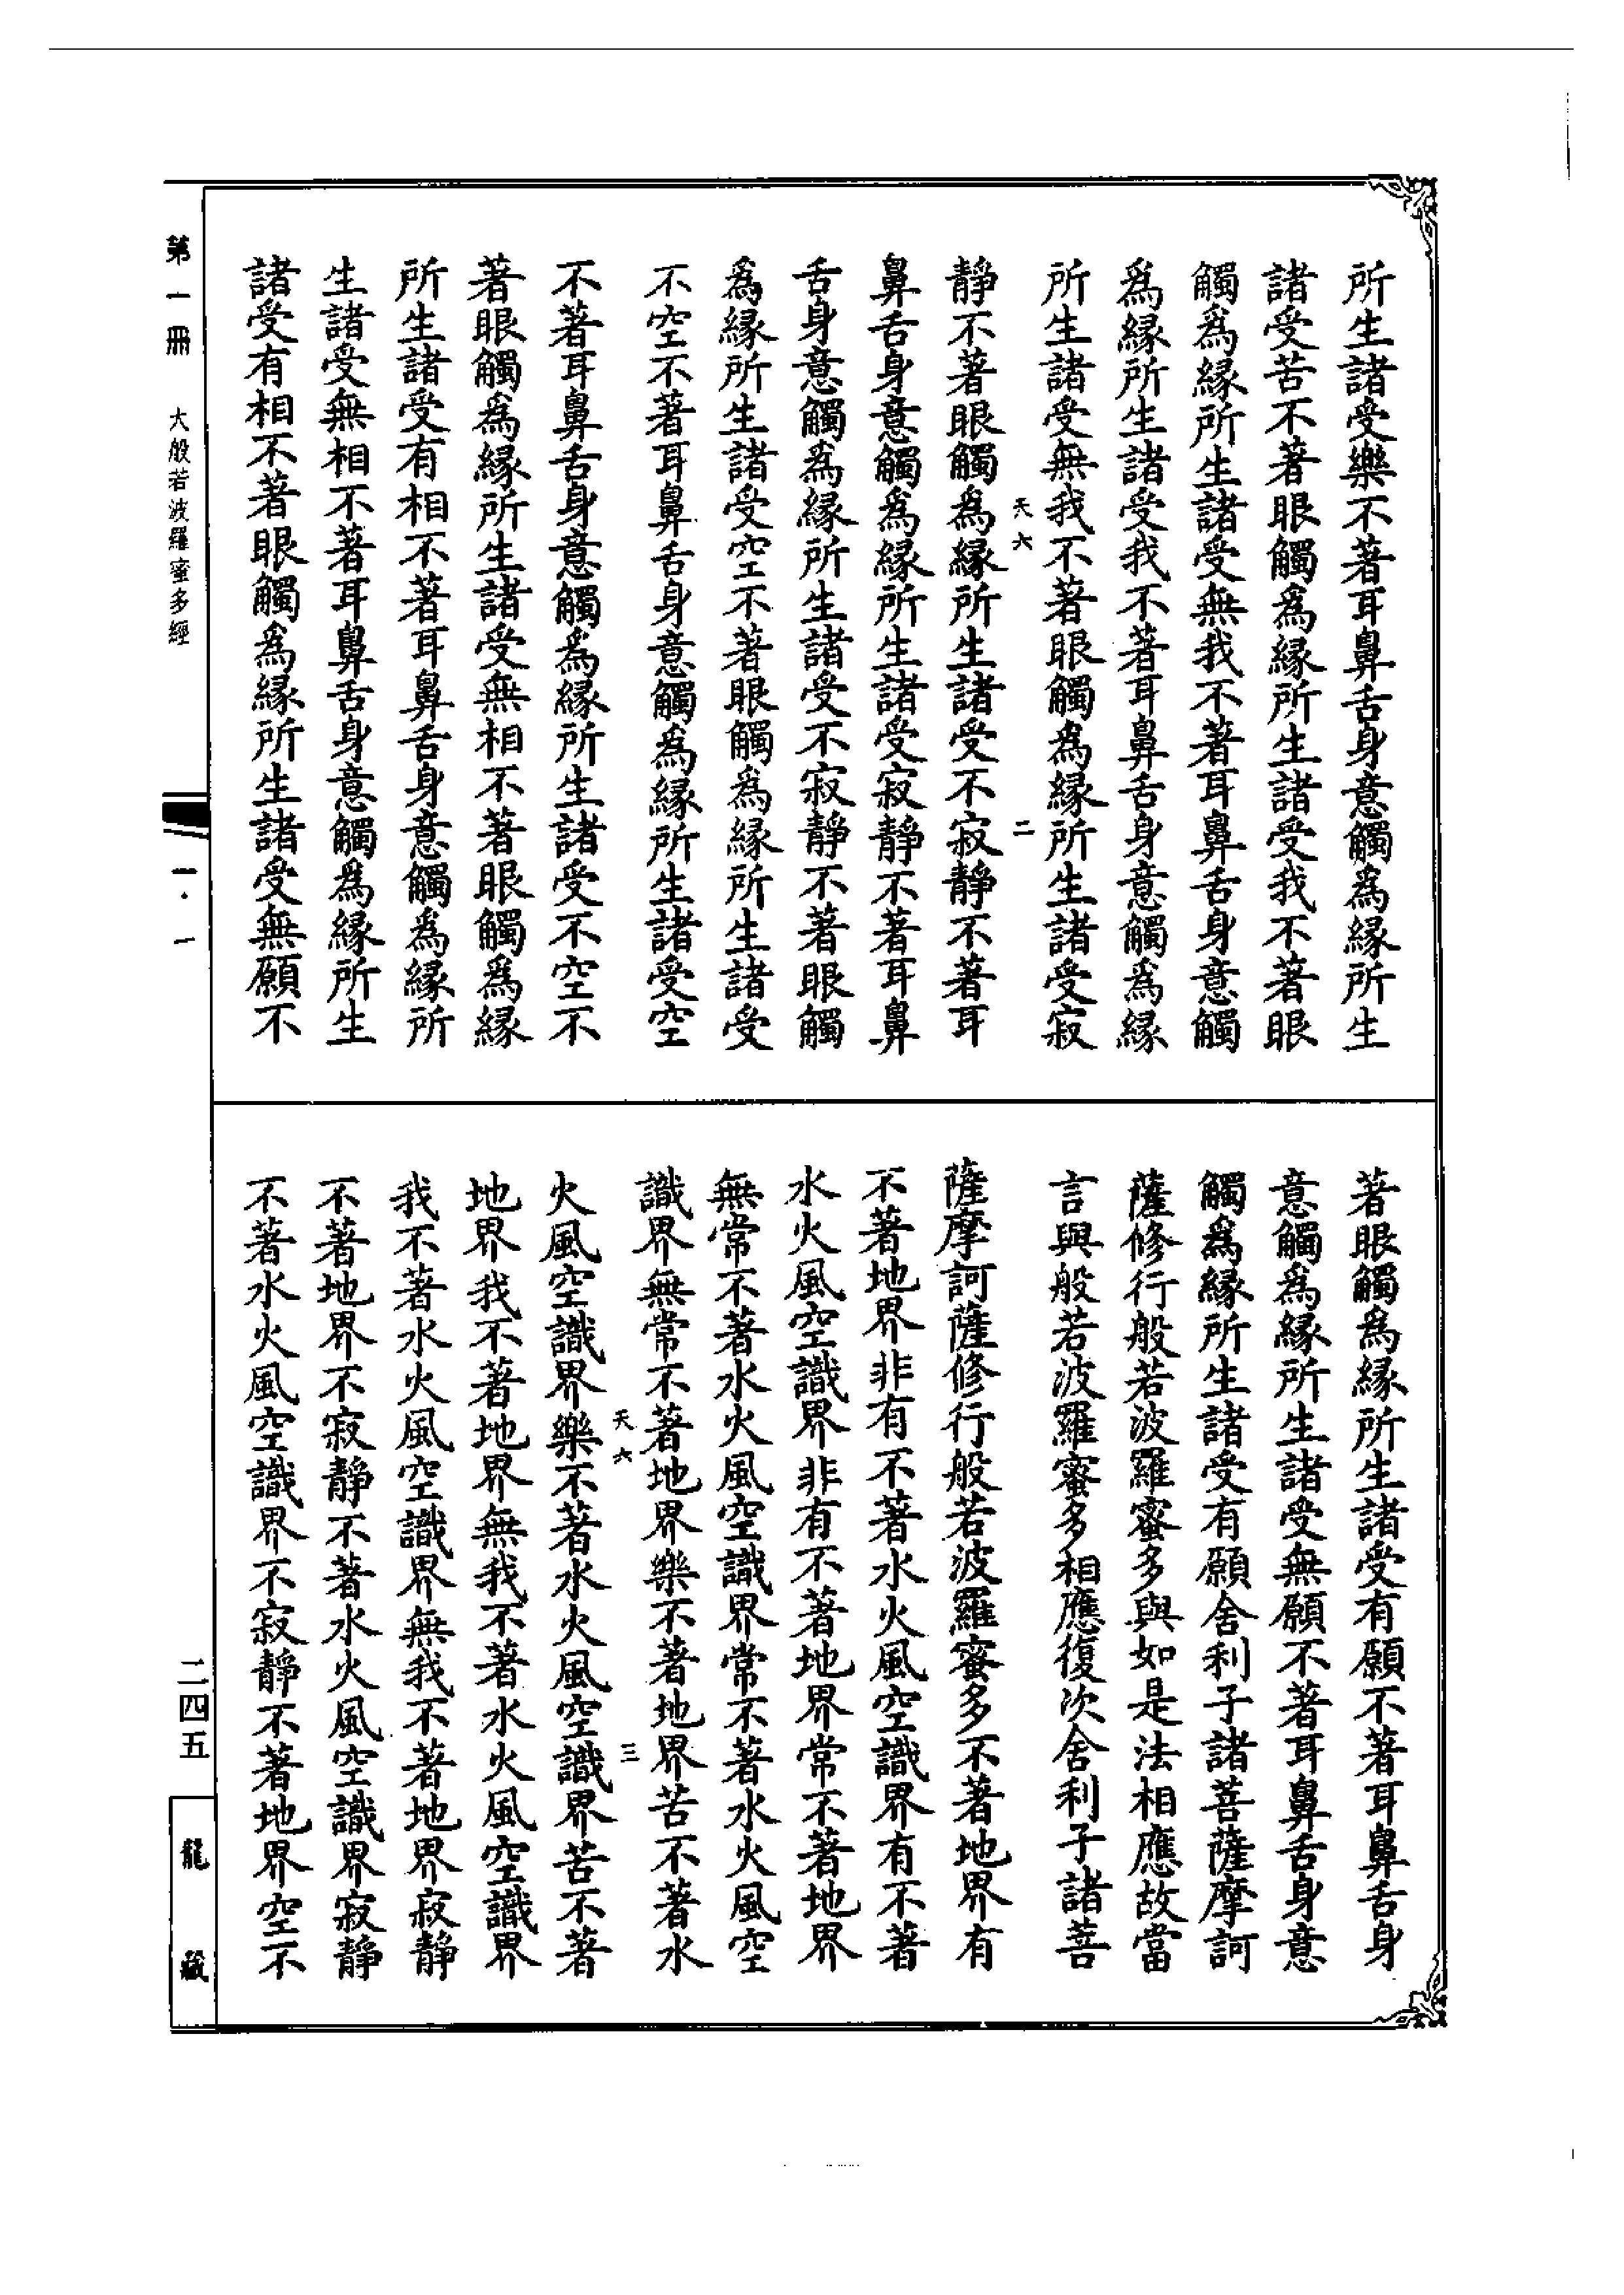 所生諸受樂不著耳鼻舌身意觸爲緣所生
諸受苦不著眼觸爲緣所生諸受我不著眼
觸爲緣所生諸受無我不著耳鼻舌身意觸
爲緣所生諸受我不著耳鼻舌身意觸爲緣
所生諸受無我不著眼觸爲緣所生諸受寂
天六
二
靜不著眼觸爲緣所生諸受不寂靜不著耳
鼻舌身意觸爲緣所生諸受寂靜不著耳鼻
舌身意觸爲緣所生諸受不寂靜不著眼觸
爲緣所生諸受空不著眼觸爲緣所生諸受
不空不著耳鼻舌身意觸爲緣所生諸受空
不著耳鼻舌身意觸爲緣所生諸受不空不
著眼觸爲緣所生諸受無相不著眼觸爲緣
所生諸受有相不著耳鼻舌身意觸爲緣所
生諸受無相不著耳鼻舌身意觸爲緣所生
諸受有相不著眼觸爲緣所生諸受無願不
著眼觸爲緣所生諸受有願不著耳鼻舌身
意觸爲緣所生諸受無願不著耳鼻舌身意
觸爲緣所生諸受有願舍利子諸菩薩摩訶
薩修行般若波羅蜜多與如是法相應故當
言與般若波羅蜜多相應復次舍利子諸菩
薩摩訶薩修行般若波羅蜜多不著地界有
不著地界非有不著水火風空識界有不著
水火風空識界非有不著地界常不著地界
無常不著水火風空識界常不著水火風空
識界無常不著地界樂不著地界苦不著水
天六
三
火風空識界樂不著水火風空識界苦不著
地界我不著地界無我不著水火風空識界
我不著水火風空識界無我不著地界寂靜
不著地界不寂靜不著水火風空識界寂靜
不著水火風空識界不寂靜不著地界空不
第一冊
大般若波羅蜜多經
一・一
二四五
龍藏